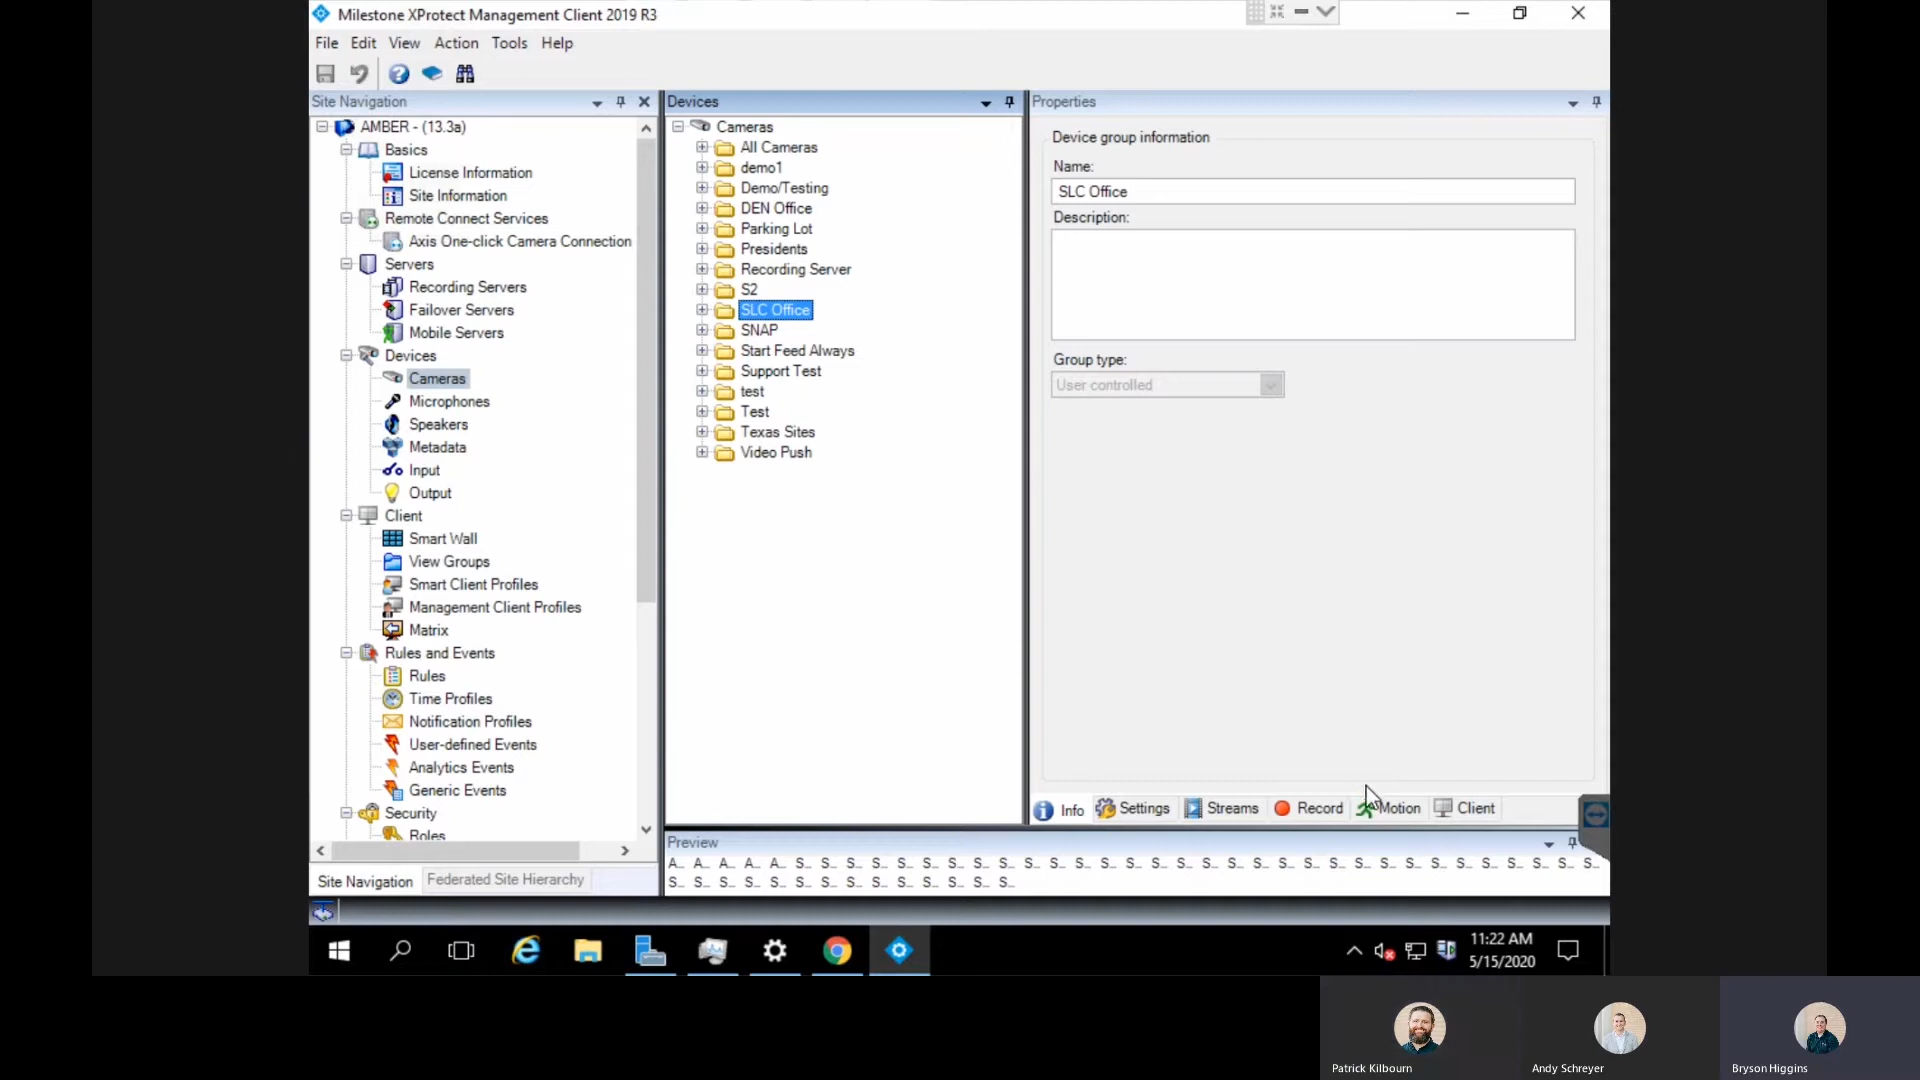 Milestone XProtect Management Client 2019 R3
File Edit View Action Tools Help
Site Navigation
AMBER - (13.3a)
Basics
License Information
Site Information
Remote Connect Services
Axis One-click Camera Connection
Servers
Recording Servers
Failover Servers
Mobile Servers
Devices
Cameras
Microphones
Speakers
Metadata
Input
Output
Client
Smart Wall
View Groups
Smart Client Profiles
Management Client Profiles
Matrix
Rules and Events
Rules
Time Profiles
Notification Profiles
User-defined Events
Analytics Events
Generic Events
Security
Roles
Site Navigation Federated Site Hierarchy
Devices
Cameras
All Cameras
demo1
Demo/Testing
DEN Office
Parking Lot
Presidents
Recording Server
S2
SLC Office
SNAP
Start Feed Always
Support Test
test
Test
Texas Sites
Video Push
Properties
Device group information
Name:
SLC Office
Description:
Group type:
User controlled
Info Settings Streams Record Motion Client
Preview
A... A... A... A... A... S... S... S... S... S... S... S... S... S... S... S... S... S... S... S... S... S... S... S... S... S... S... S... S... S... S... S... S... S... S... S... S...
S... S... S... S... S... S... S... S... S... S... S... S... S... S...
11:22 AM
5/15/2020
Patrick Kilbourn
Andy Schreyer
Bryson Higgins